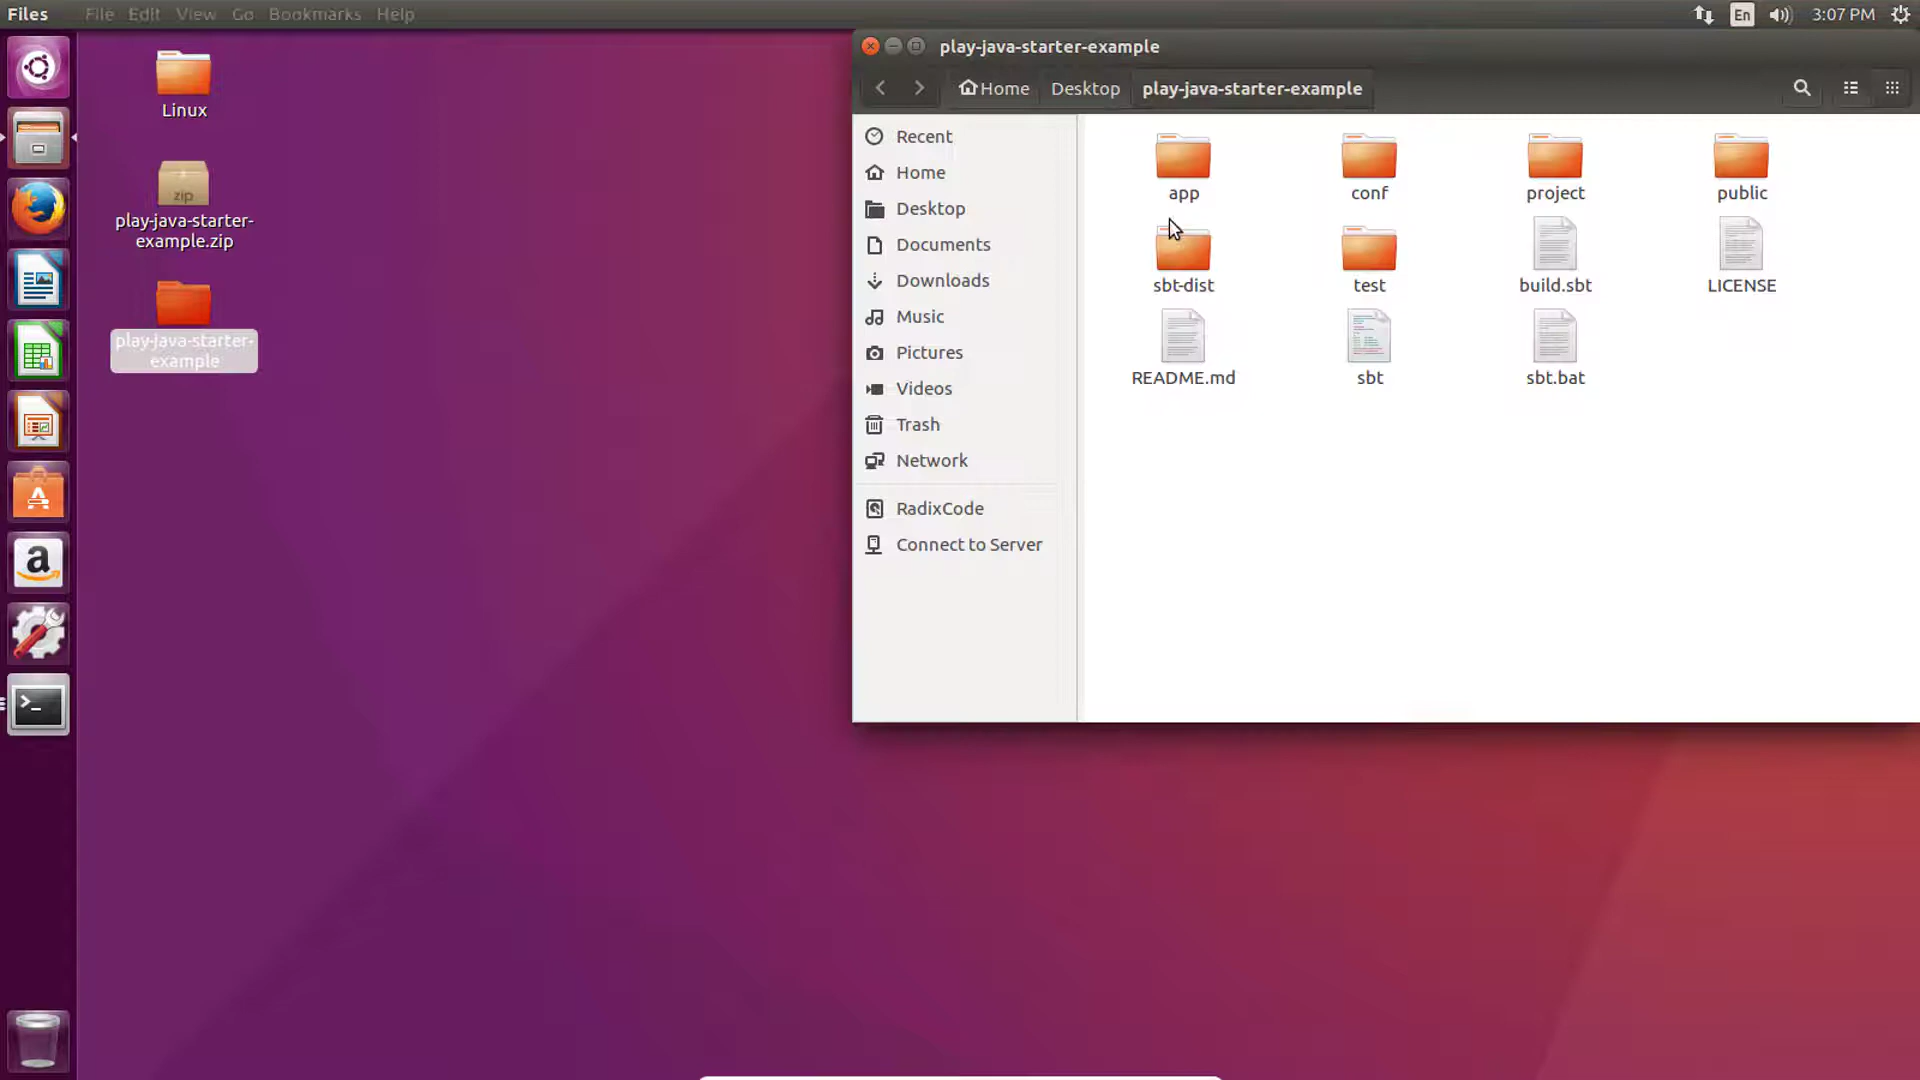 Files File Edit View Go Bookmarks Help En 3:07 PM
Linux
zip
play-java-starter-
example.zip
play-java-starter-
example
play-java-starter-example
Home Desktop play-java-starter-example
Recent
Home
Desktop
Documents
Downloads
Music
Pictures
Videos
Trash
Network
RadixCode
Connect to Server
app conf project public
sbt-dist test build.sbt LICENSE
README.md sbt sbt.bat
a
>_